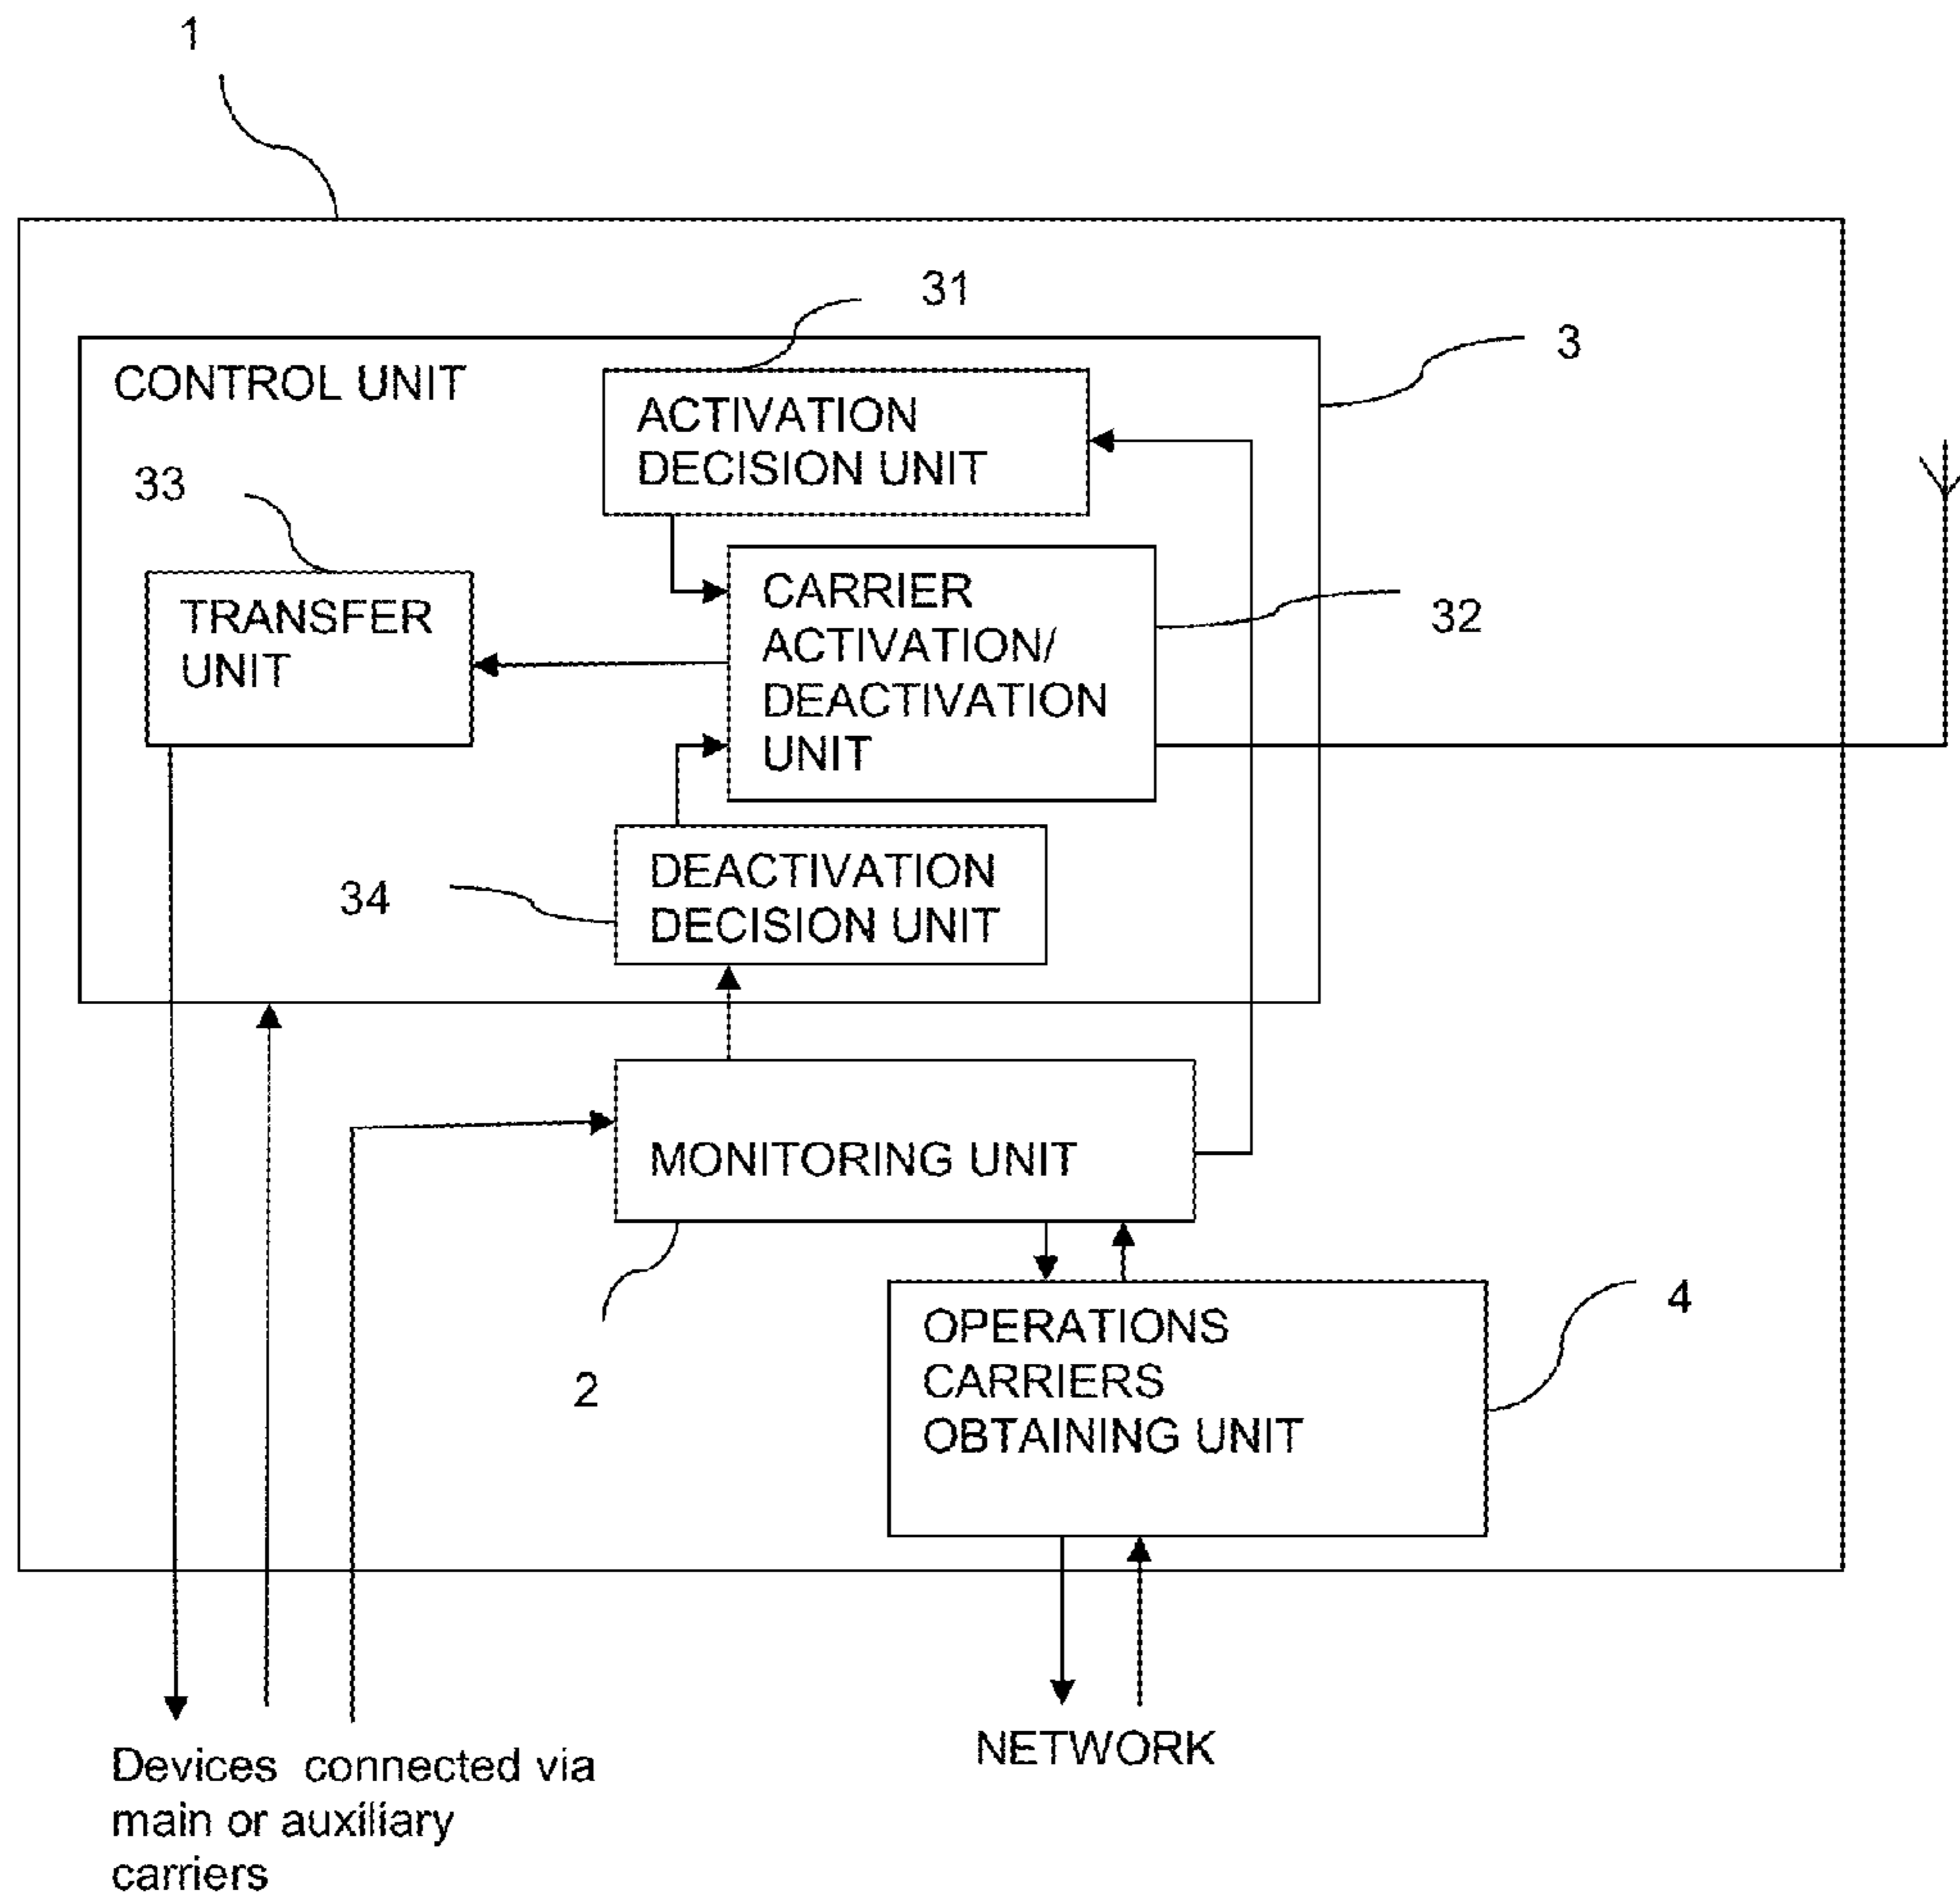 1
31
3
CONTROL UNIT
ACTIVATION
DECISION UNIT
33
TRANSFER
UNIT
CARRIER
ACTIVATION/
DEACTIVATION
UNIT
32
DEACTIVATION
DECISION UNIT
34
MONITORING UNIT
2
OPERATIONS
CARRIERS
OBTAINING UNIT
4
NETWORK
Devices connected via
main or auxiliary
carriers